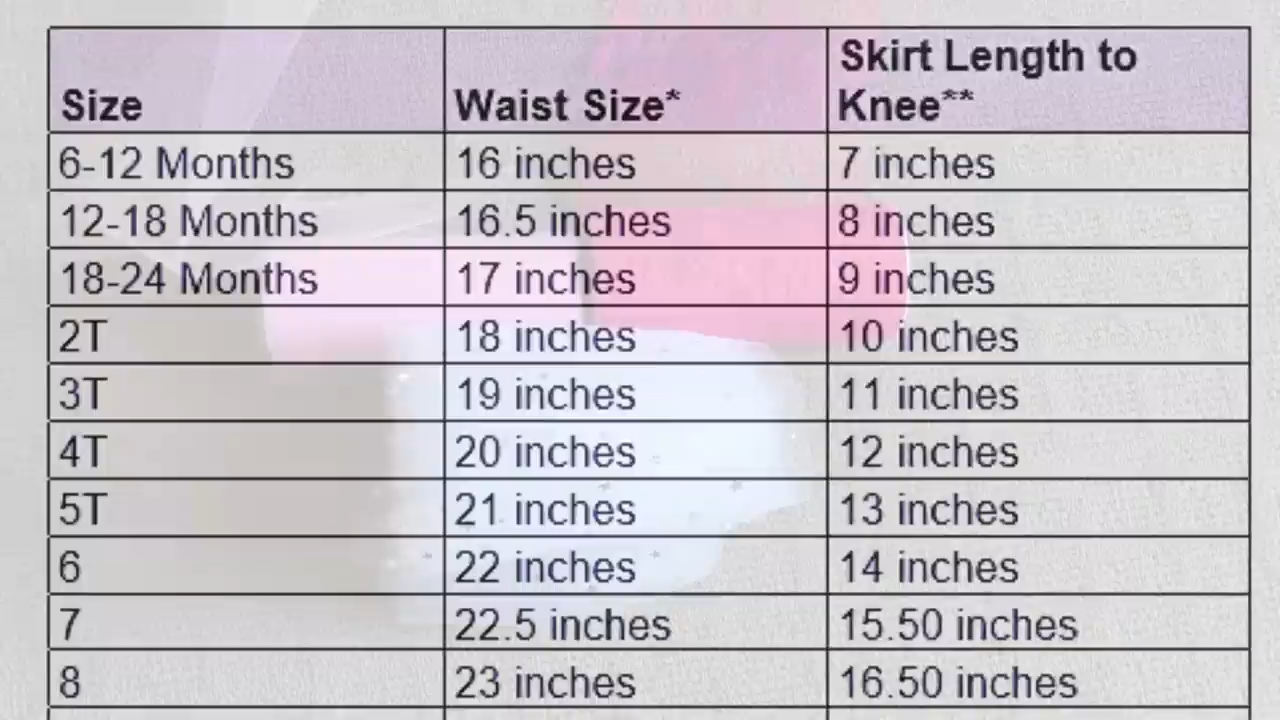 Size Waist Size* Skirt Length to Knee**
6-12 Months 16 inches 7 inches
12-18 Months 16.5 inches 8 inches
18-24 Months 17 inches 9 inches
2T 18 inches 10 inches
3T 19 inches 11 inches
4T 20 inches 12 inches
5T 21 inches 13 inches
6 22 inches 14 inches
7 22.5 inches 15.50 inches
8 23 inches 16.50 inches